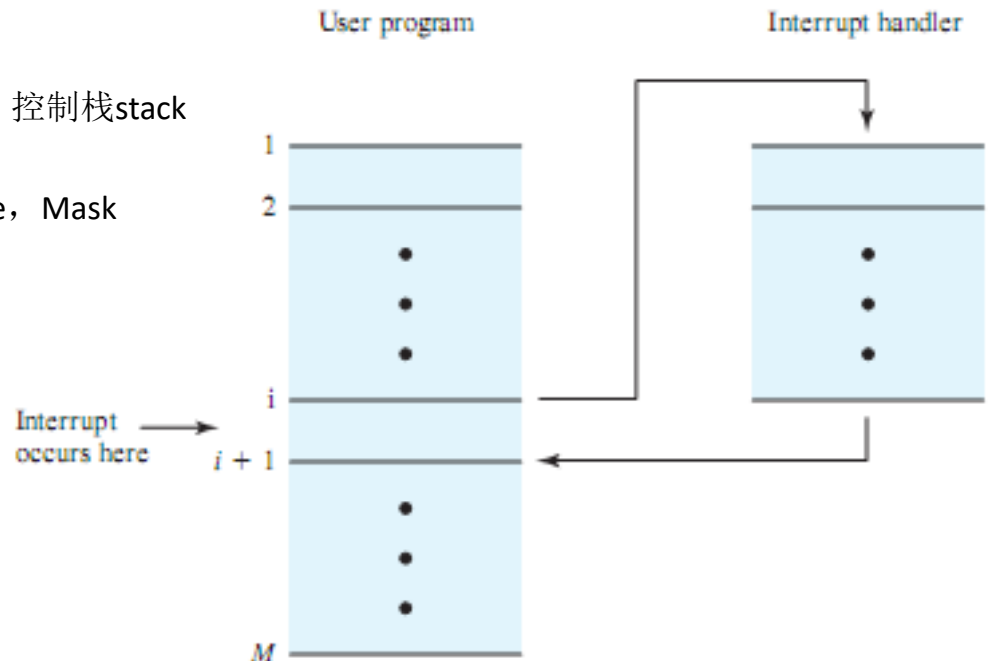 User program
Interrupt handler
控制栈stack
1
2
e，Mask
i
Interrupt
occurs here
i + 1
M